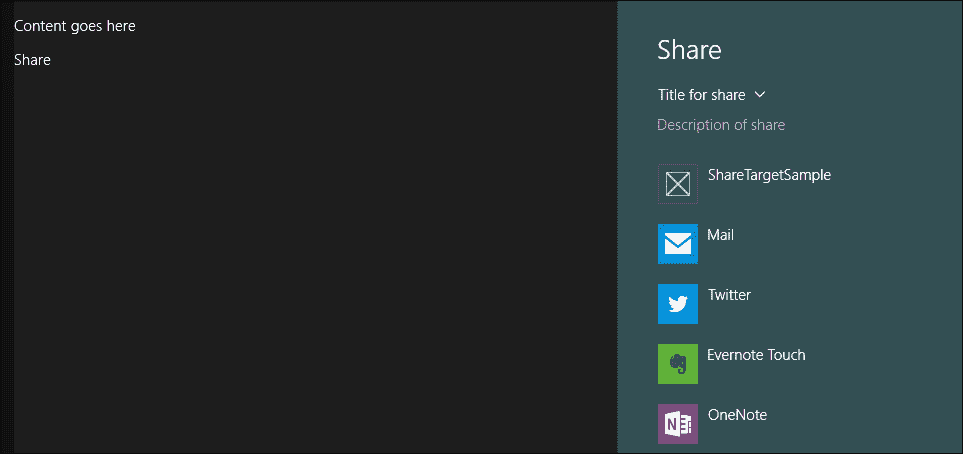 Content goes here
Share
Share
Title for share
Description of share
ShareTargetSample
Mail
Twitter
Evernote Touch
OneNote